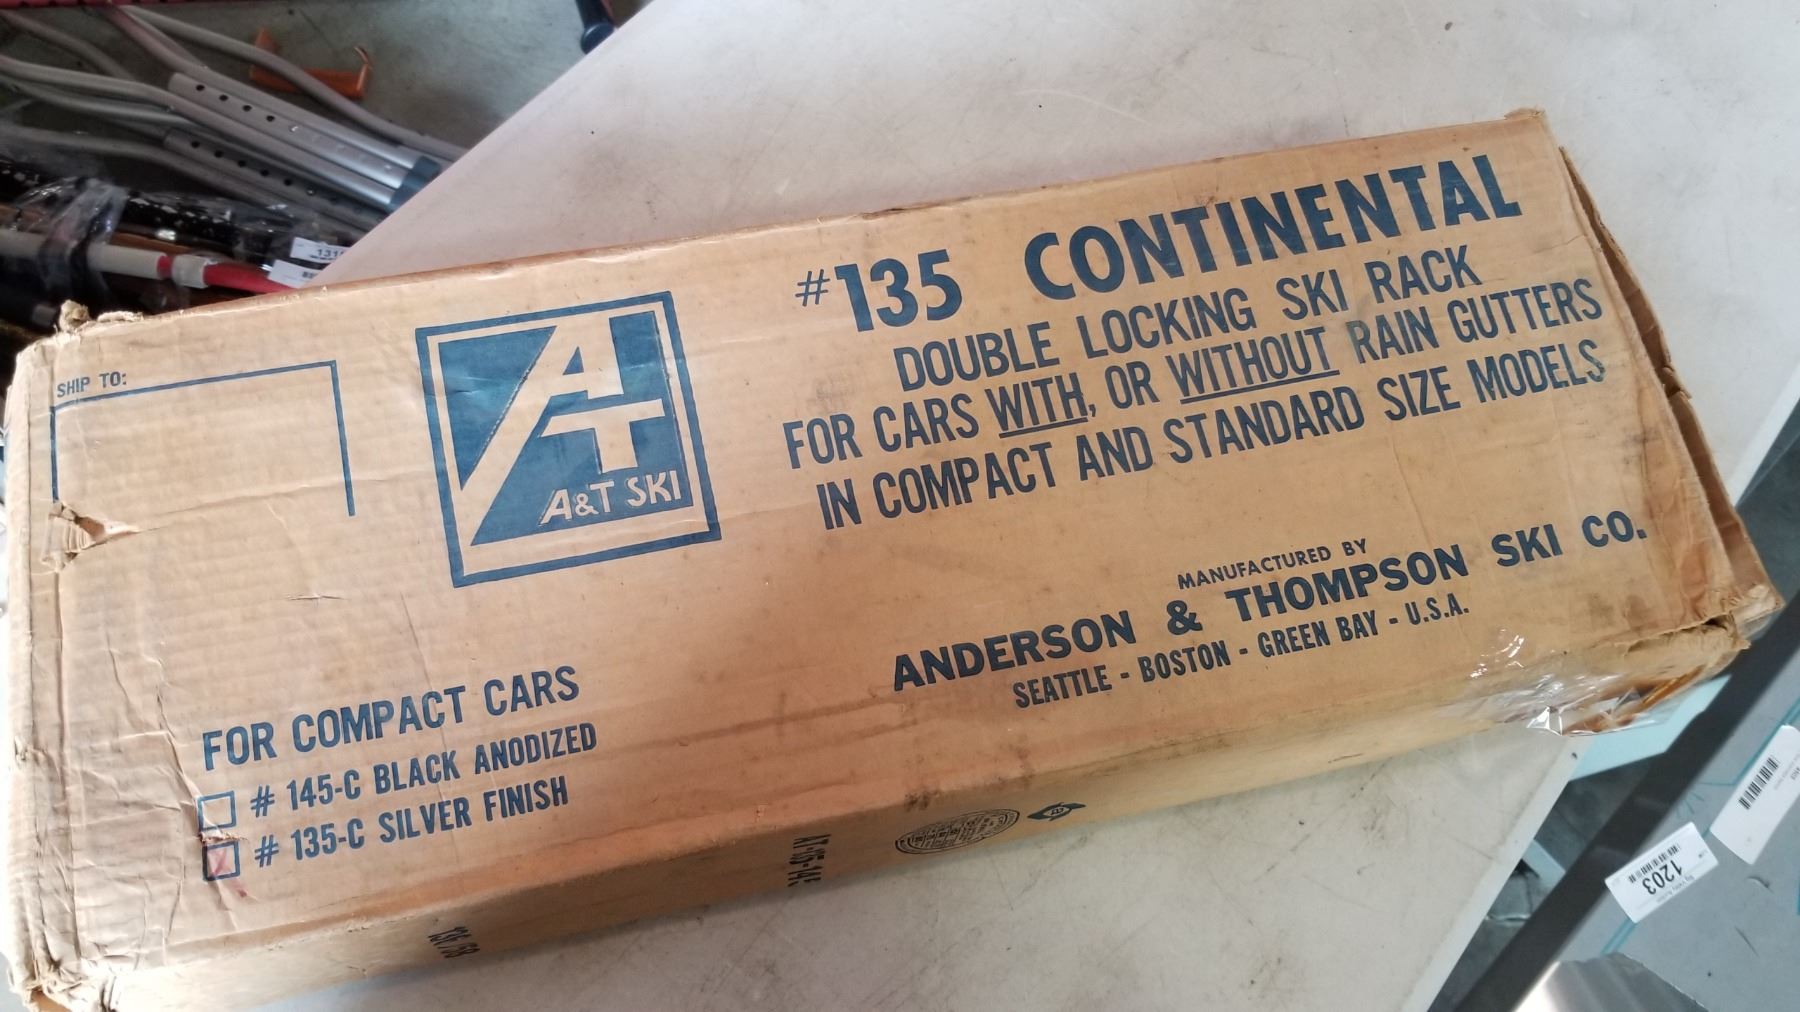 SHIP TO:
A
T
A&T SKI
#135 CONTINENTAL
DOUBLE LOCKING SKI RACK
FOR CARS WITH, OR WITHOUT RAIN GUTTERS
IN COMPACT AND STANDARD SIZE MODELS
MANUFACTURED BY
ANDERSON & THOMPSON SKI CO.
SEATTLE - BOSTON - GREEN BAY - U.S.A.
FOR COMPACT CARS
# 145-C BLACK ANODIZED
# 135-C SILVER FINISH
1203